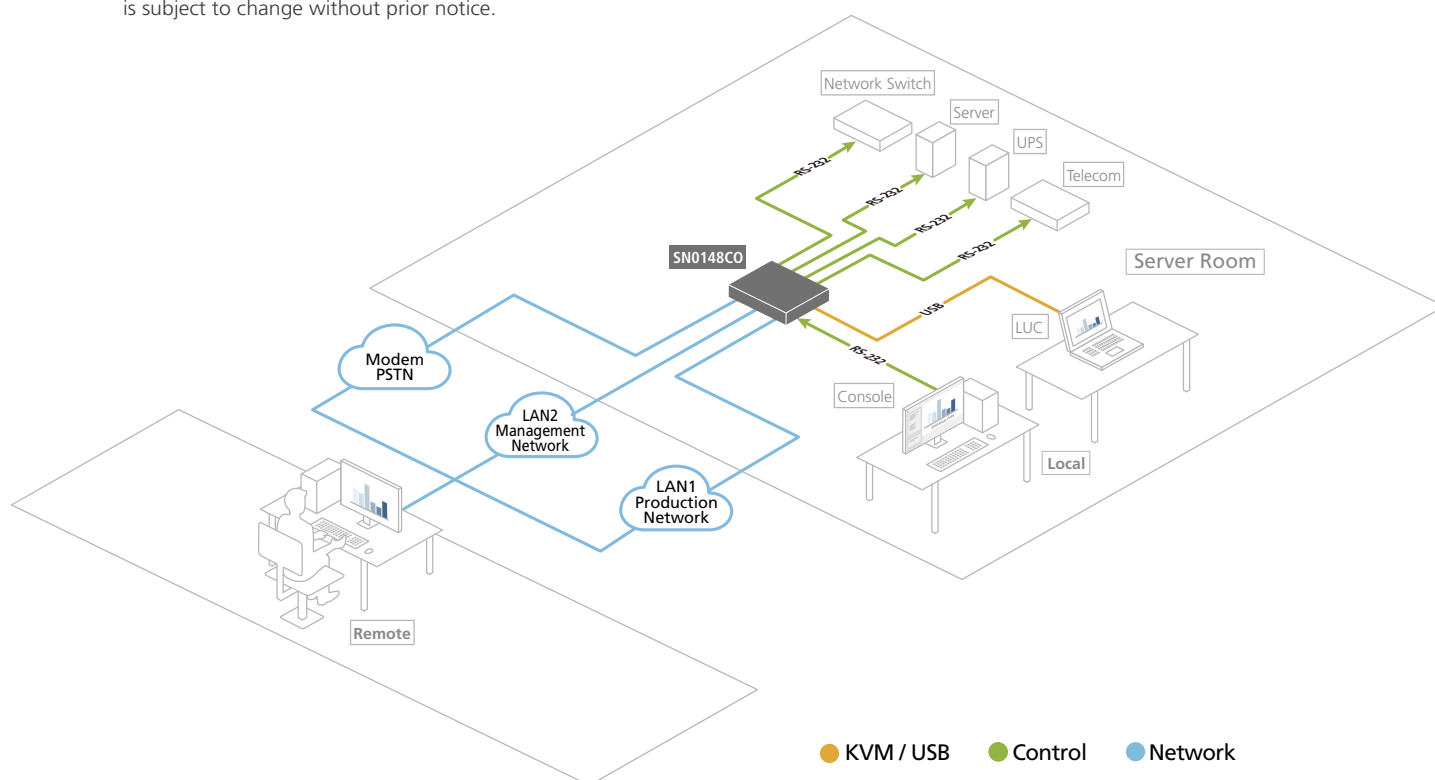 is subject to change without prior notice.
Network Switch
Server
UPS
Telecom
RS-232
RS-232
RS-232
RS-232
SN0148CO
Server Room
USB
LUC
RS-232
Modem
PSTN
Console
LAN2
Management
Network
Local
LAN1
Production
Network
Remote
KVM / USB
Control
Network